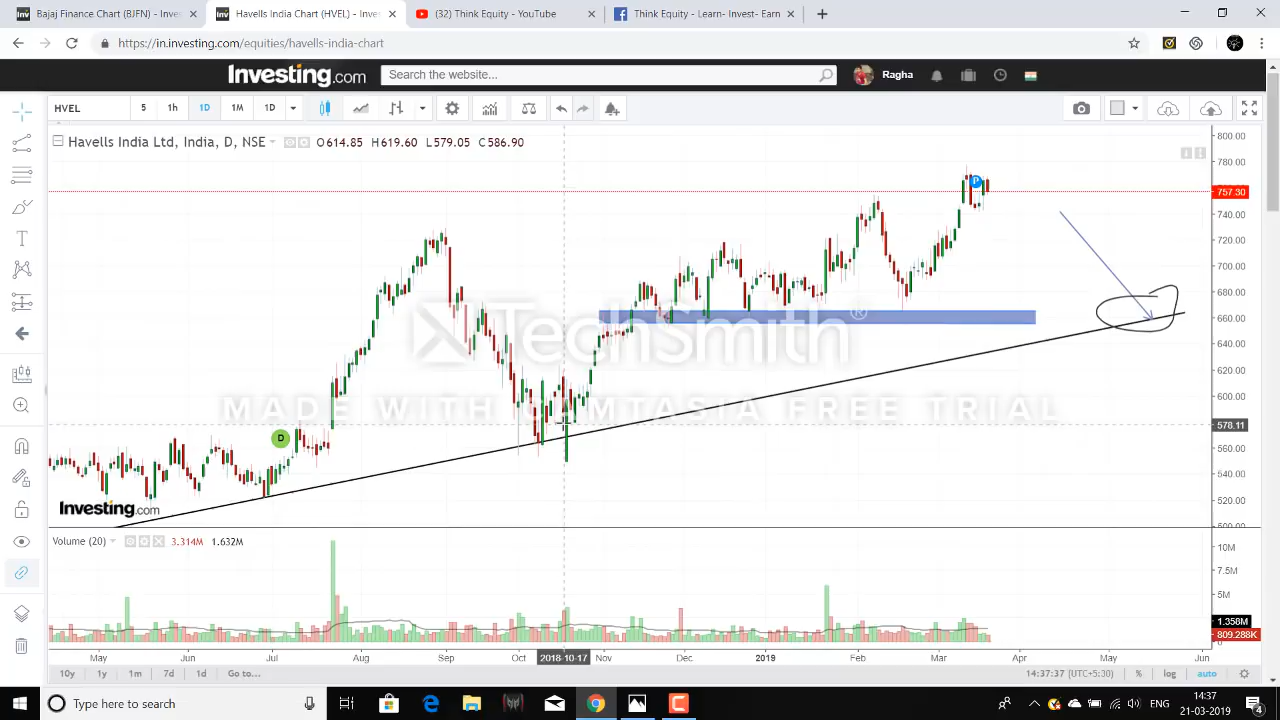 Bajaj Finance Chart (BJFN) - Inves
Havells India Chart (HVEL) - Inves
(32) Think Equity - YouTube
Think Equity - Learn- Invest- Earn
https://in.investing.com/equities/havells-india-chart
Investing.com
Search the website...
Ragha
HVEL
5
1h
1D
1M
1D
Havells India Ltd, India, D, NSE
O614.85 H619.60 L579.05 C586.90
800.00
780.00
757.30
740.00
720.00
700.00
680.00
660.00
640.00
620.00
600.00
578.11
560.00
540.00
520.00
500.00
P
D
TechSmith®
MADE WITH CAMTASIA FREE TRIAL
Investing.com
Volume (20) 3.314M 1.632M
10M
7.5M
5M
1.358M
809.288K
May Jun Jul Aug Sep Oct 2018-10-17 Nov Dec 2019 Feb Mar Apr May Jun
10y 1y 1m 7d 1d Go to...
14:37:37 (UTC+5:30) % log auto
Type here to search
ENG
14:37
21-03-2019
4